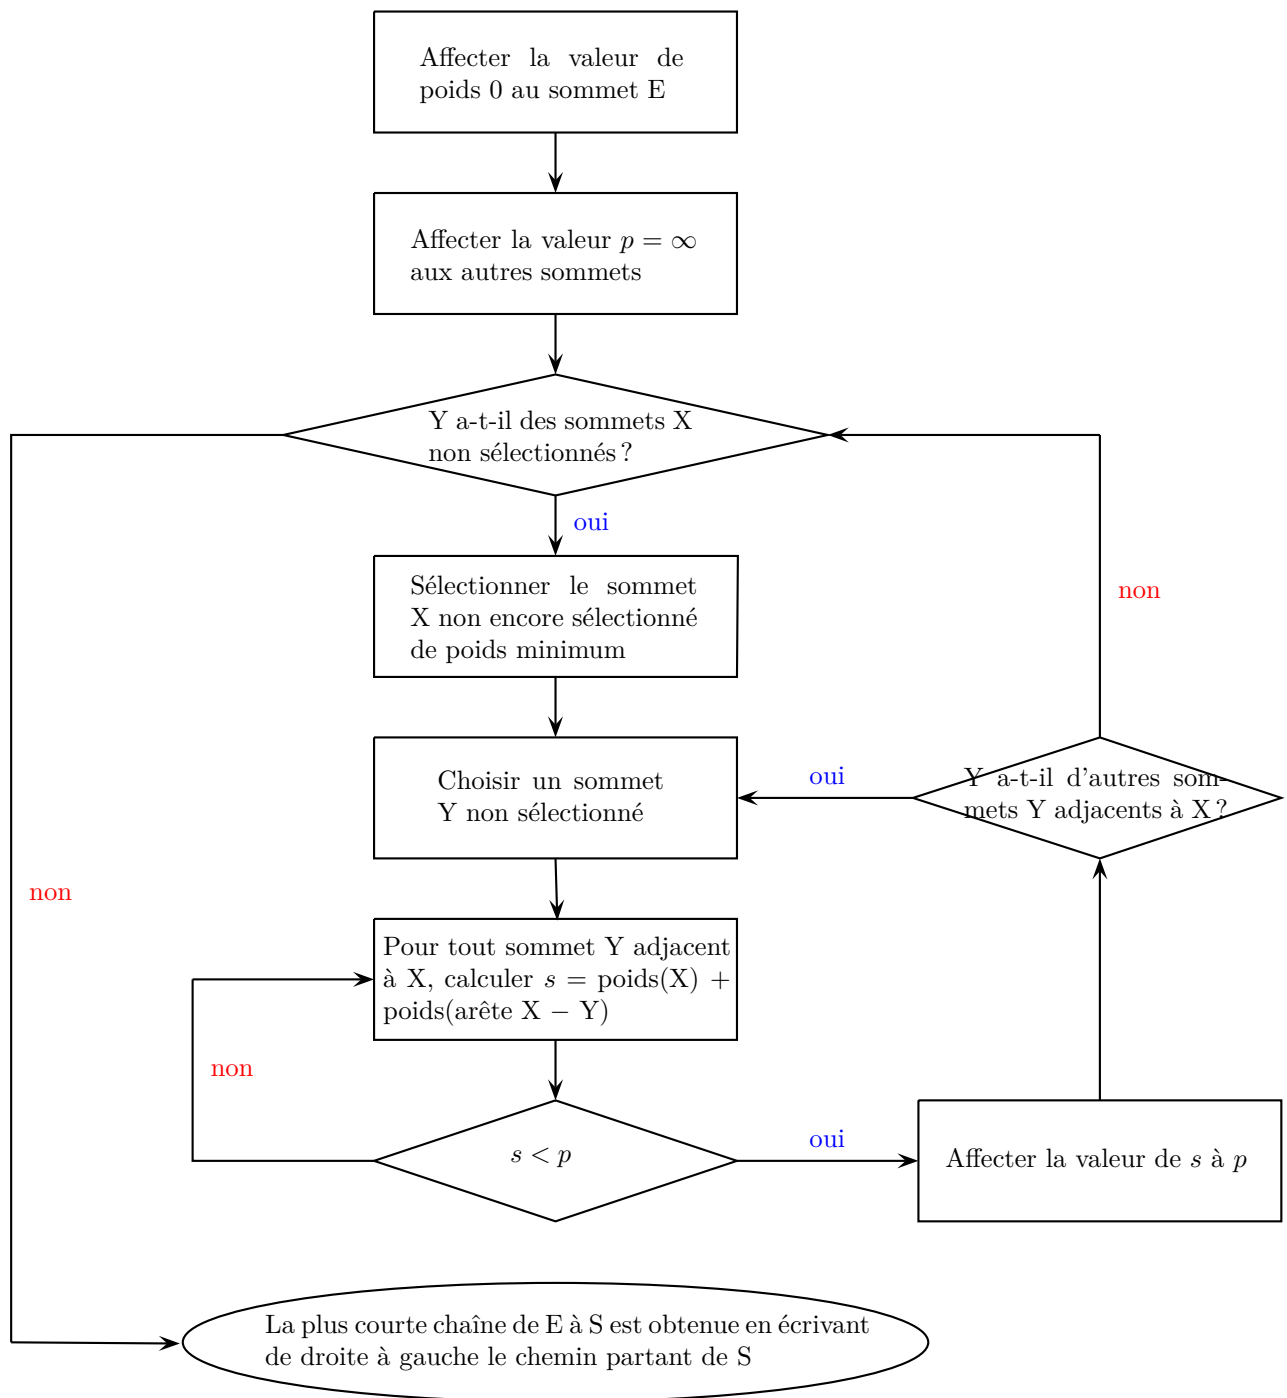 Affecter la valeur de
poids 0 au sommet E
Affecter la valeur p = ∞
aux autres sommets
Y a-t-il des sommets X
non sélectionnés ?
oui
Sélectionner le sommet
X non encore sélectionné
de poids minimum
non
Choisir un sommet
Y non sélectionné
oui
Y a-t-il d'autres som-
mets Y adjacents à X ?
non
Pour tout sommet Y adjacent
à X, calculer s = poids(X) +
poids(arête X − Y)
non
s < p
oui
Affecter la valeur de s à p
La plus courte chaîne de E à S est obtenue en écrivant
de droite à gauche le chemin partant de S